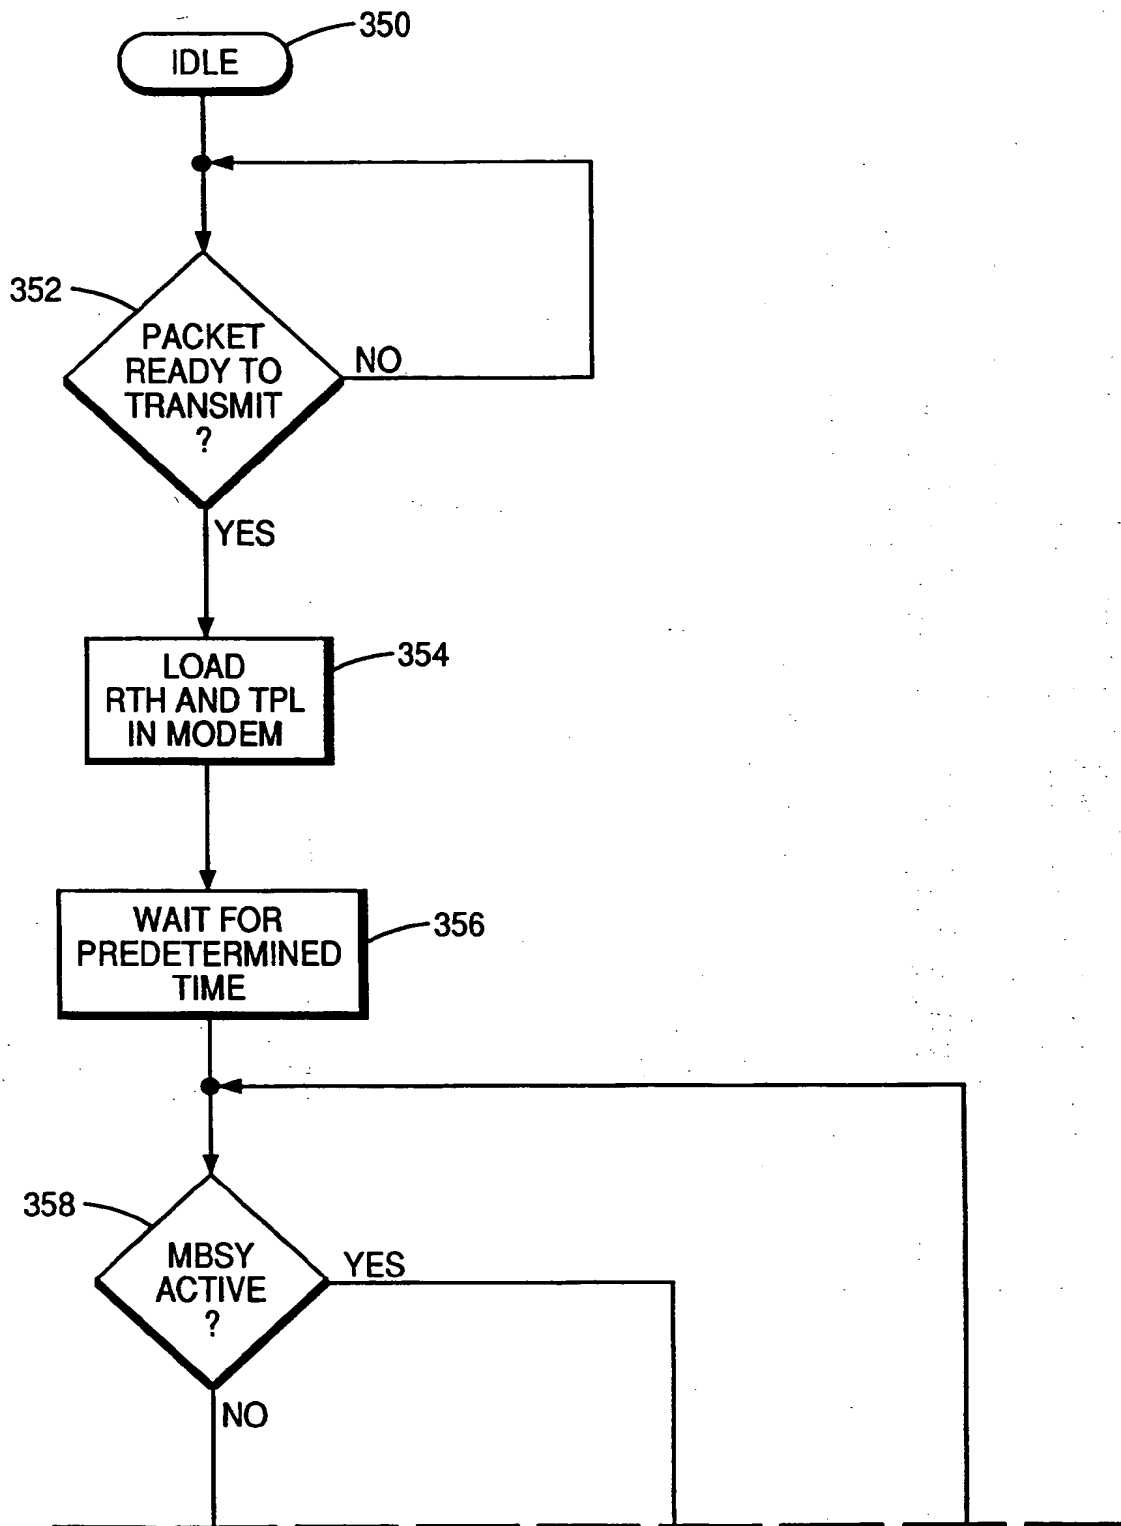 350
IDLE
352
PACKET
READY TO
TRANSMIT
?
NO
YES
LOAD
RTH AND TPL
IN MODEM
354
WAIT FOR
PREDETERMINED
TIME
356
358
MBSY
ACTIVE
?
YES
NO